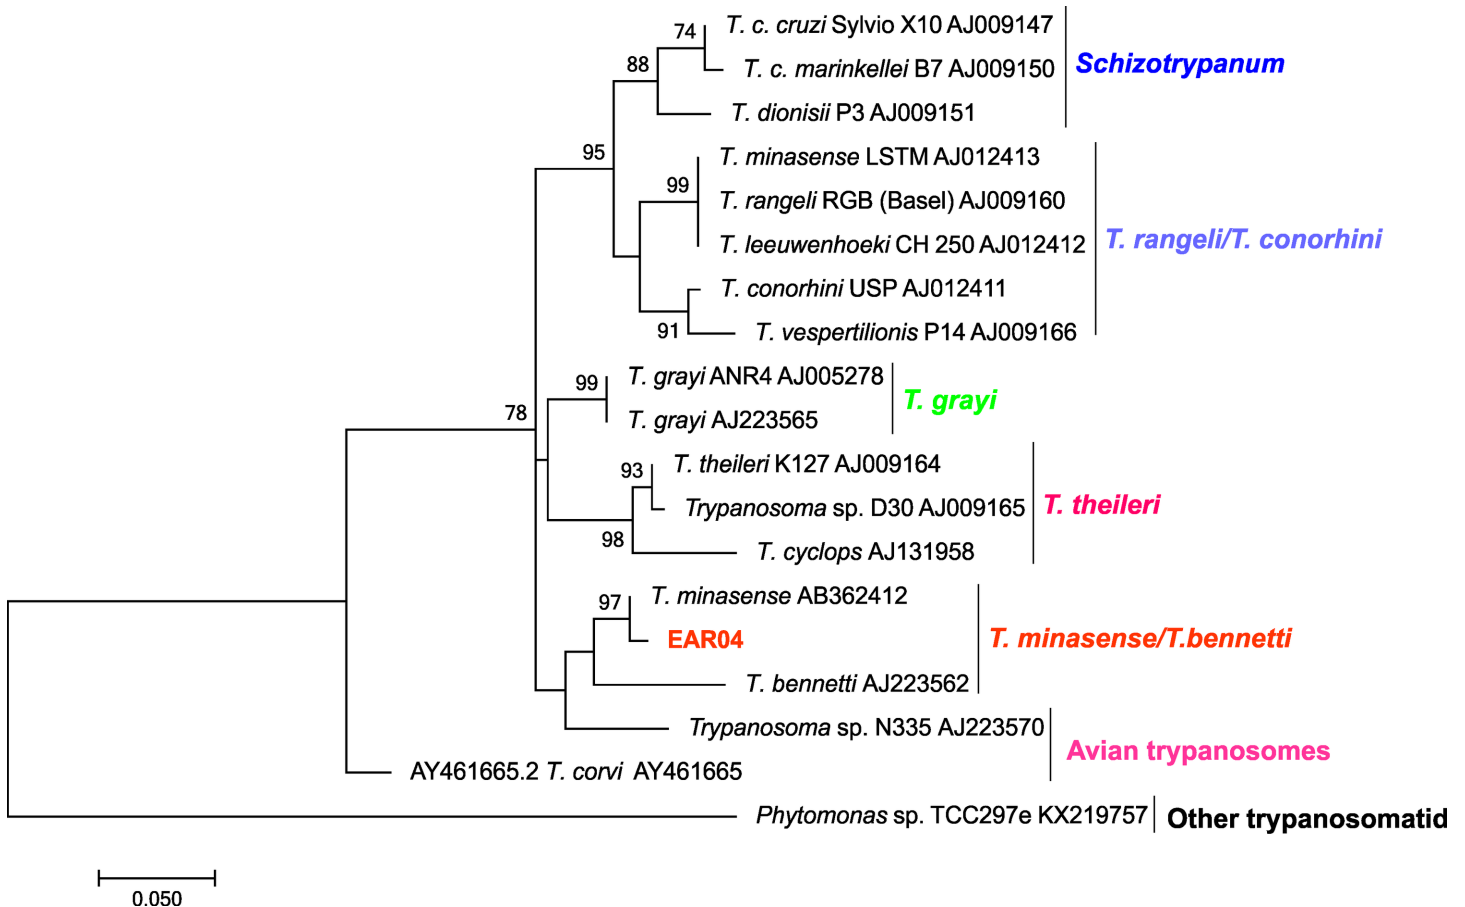 74
T. c. cruzi Sylvio X10 AJ009147
88
T. c. marinkellei B7 AJ009150
Schizotrypanum
T. dionisii P3 AJ009151
95
T. minasense LSTM AJ012413
99
T. rangeli RGB (Basel) AJ009160
T. leeuwenhoeki CH 250 AJ012412
T. rangeli/T. conorhini
T. conorhini USP AJ012411
91
T. vespertilionis P14 AJ009166
99
T. grayi ANR4 AJ005278
T. grayi
78
T. grayi AJ223565
93
T. theileri K127 AJ009164
Trypanosoma sp. D30 AJ009165
T. theileri
98
T. cyclops AJ131958
97
T. minasense AB362412
EAR04
T. minasense/T.bennetti
T. bennetti AJ223562
Trypanosoma sp. N335 AJ223570
Avian trypanosomes
AY461665.2 T. corvi AY461665
Phytomonas sp. TCC297e KX219757
Other trypanosomatid
0.050